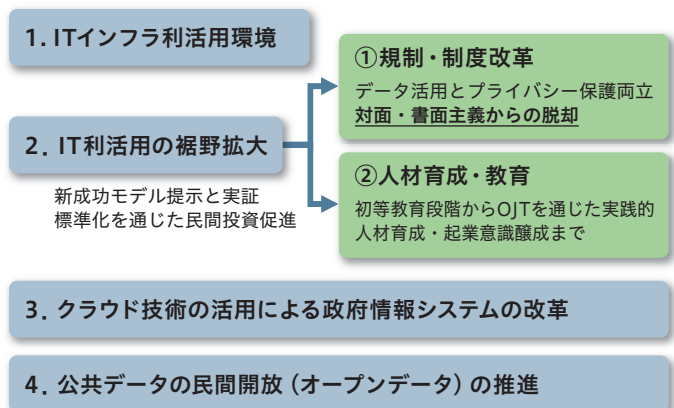 1. ITインフラ利活用環境
2. IT利活用の裾野拡大
新成功モデル提示と実証
標準化を通じた民間投資促進
①規制・制度改革
データ活用とプライバシー保護両立
対面・書面主義からの脱却
②人材育成・教育
初等教育段階からOJTを通じた実践的
人材育成・起業意識醸成まで
3. クラウド技術の活用による政府情報システムの改革
4. 公共データの民間開放（オープンデータ）の推進